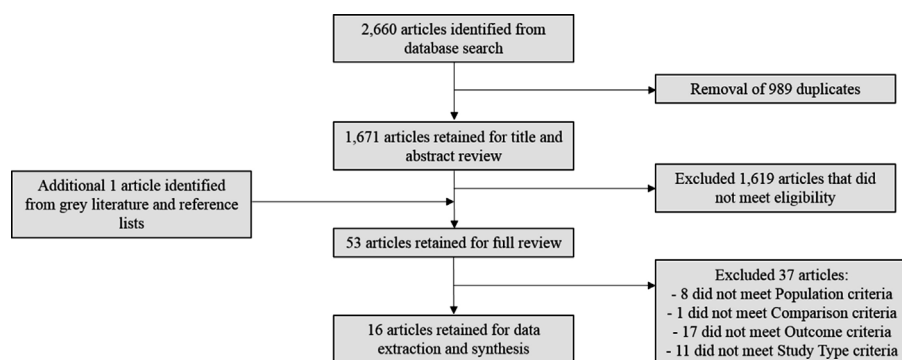 2,660 articles identified from
database search
Removal of 989 duplicates
1,671 articles retained for title and
abstract review
Additional 1 article identified
from grey literature and reference
lists
Excluded 1,619 articles that did
not meet eligibility
53 articles retained for full review
Excluded 37 articles:
- 8 did not meet Population criteria
- 1 did not meet Comparison criteria
- 17 did not meet Outcome criteria
- 11 did not meet Study Type criteria
16 articles retained for data
extraction and synthesis